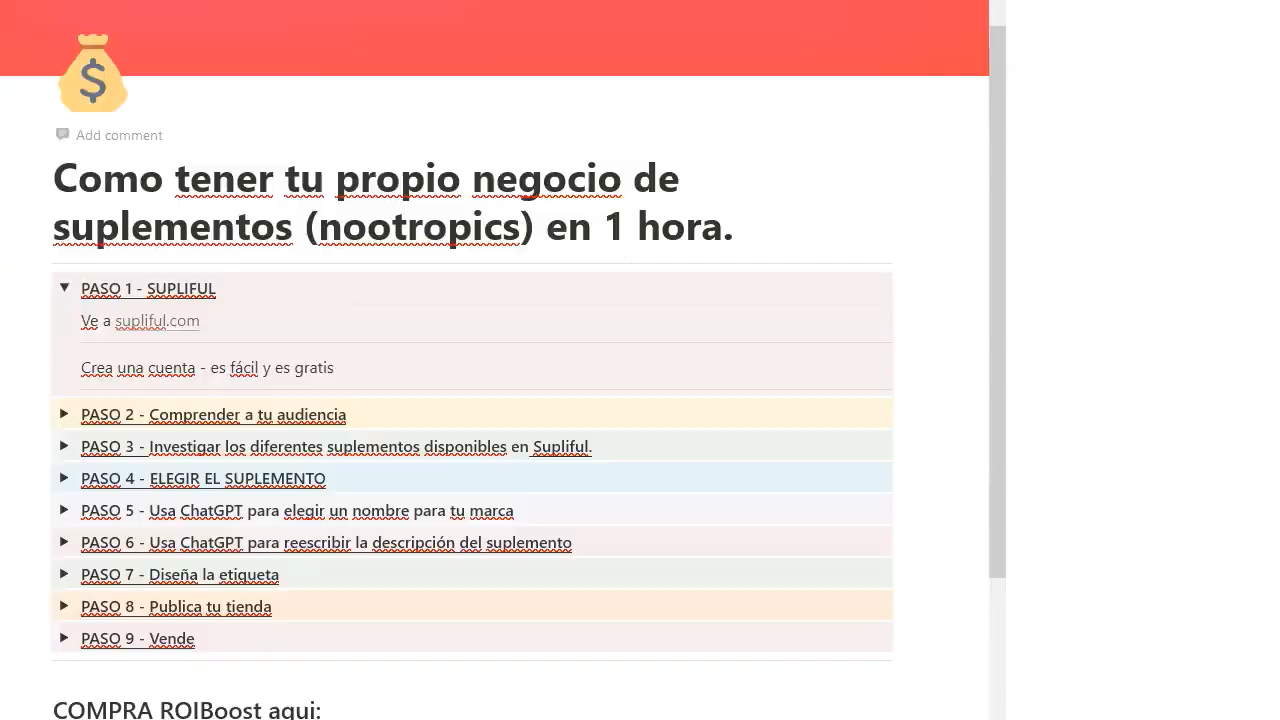 $
Add comment
Como tener tu propio negocio de
suplementos (nootropics) en 1 hora.
PASO 1 - SUPLIFUL
Ve a supliful.com
Crea una cuenta - es fácil y es gratis
PASO 2 - Comprender a tu audiencia
PASO 3 - Investigar los diferentes suplementos disponibles en Supliful.
PASO 4 - ELEGIR EL SUPLEMENTO
PASO 5 - Usa ChatGPT para elegir un nombre para tu marca
PASO 6 - Usa ChatGPT para reescribir la descripción del suplemento
PASO 7 - Diseña la etiqueta
PASO 8 - Publica tu tienda
PASO 9 - Vende
COMPRA ROIBoost aqui: